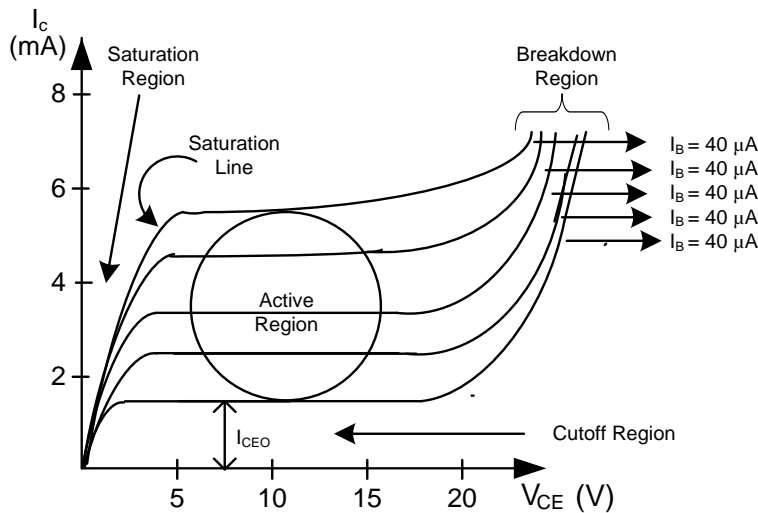 I_c
(mA)
Saturation
Region
Breakdown
Region
8
Saturation
Line
I_B = 40 μA
I_B = 40 μA
6
I_B = 40 μA
I_B = 40 μA
I_B = 40 μA
4
Active
Region
2
I_CEO
Cutoff Region
5
10
15
20
V_CE (V)